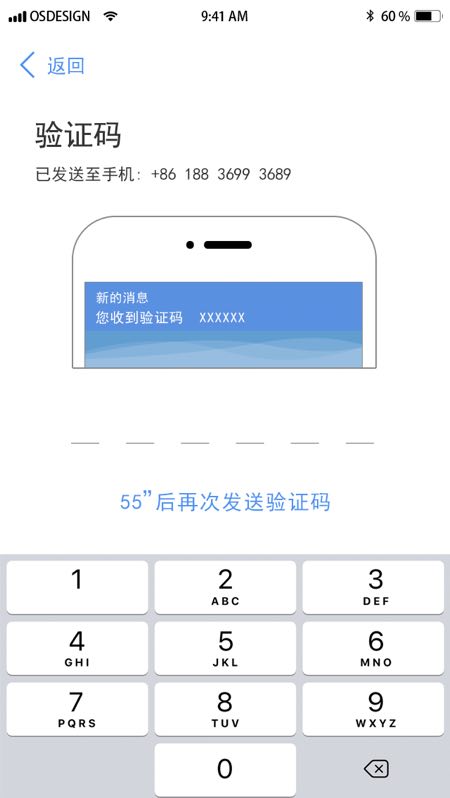 OSDESIGN 9:41 AM 60 %
返回
验证码
已发送至手机：+86 188 3699 3689
新的消息
您收到验证码 XXXXXX
55”后再次发送验证码
1 2 3
ABC DEF
4 5 6
GHI JKL MNO
7 8 9
PQRS TUV WXYZ
0